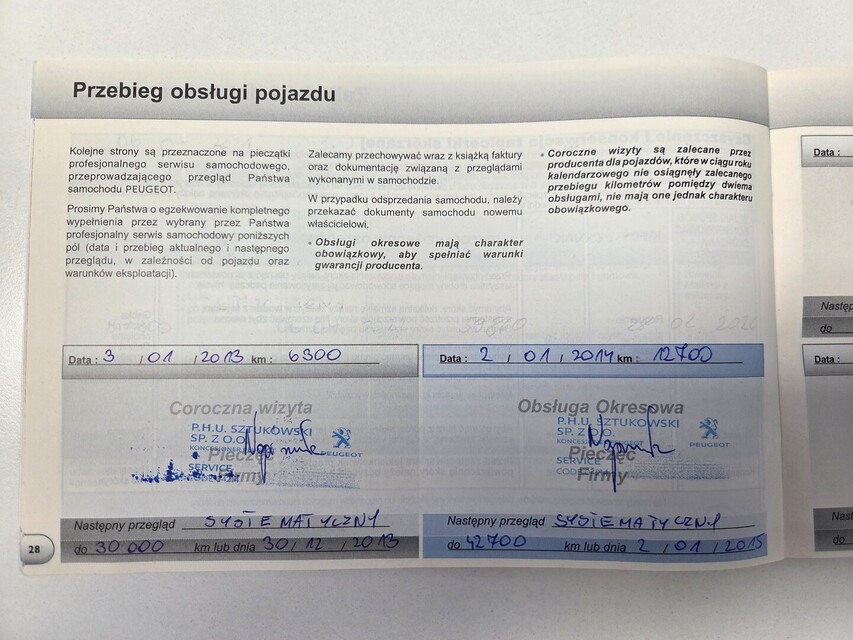 Przebieg obsługi pojazdu
Kolejne strony są przeznaczone na pieczątki
profesjonalnego serwisu samochodowego,
przeprowadzającego przegląd Państwa
samochodu PEUGEOT.
Prosimy Państwa o egzekwowanie kompletnego
wypełnienia przez wybrany przez Państwa
profesjonalny serwis samochodowy poniższych
pól (data i przebieg aktualnego i następnego
przeglądu, w zależności od pojazdu oraz
warunków eksploatacji).
Zalecamy przechowywać wraz z książką faktury
oraz dokumentację związaną z przeglądami
wykonanymi w samochodzie.
W przypadku odsprzedania samochodu, należy
przekazać dokumenty samochodu nowemu
właścicielowi.
• Obsługi okresowe mają charakter
obowiązkowy, aby spełniać warunki
gwarancji producenta.
• Coroczne wizyty są zalecane przez
producenta dla pojazdów, które w ciągu roku
kalendarzowego nie osiągnęły zalecanego
przebiegu kilometrów pomiędzy dwiema
obsługami, nie mają one jednak charakteru
obowiązkowego.
Data : 3 / 01 / 2013 km : 6300
Coroczna wizyta
P.H.U. SZTUKOWSKI
SP. Z O.O.
KONCESJONER
PEUGEOT
Pieczęć
SERVICE
Firmy
Następny przegląd SYSTEMATYCZNY
do 30 000 km lub dnia 30 / 12 / 2013
Data : 2 / 01 / 2014 km : 12700
Obsługa Okresowa
P.H.U. SZTUKOWSKI
SP. Z O.O.
PEUGEOT
Pieczęć
SERVICE
Firmy
Następny przegląd SYSTEMATYCZNY
do 42700 km lub dnia 2 / 01 / 2015
28
Data :
Następ
do
Data :
Nast
do